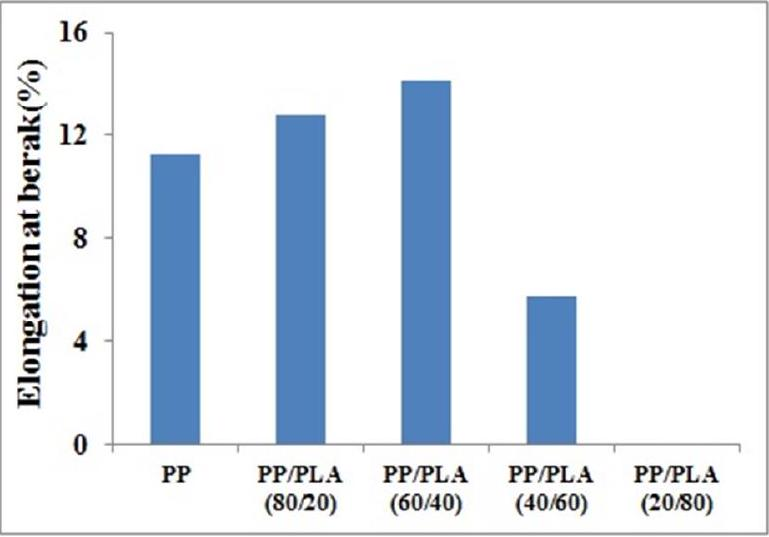 Elongation at berak(%)
16
12
8
4
0
PP
PP/PLA
(80/20)
PP/PLA
(60/40)
PP/PLA
(40/60)
PP/PLA
(20/80)